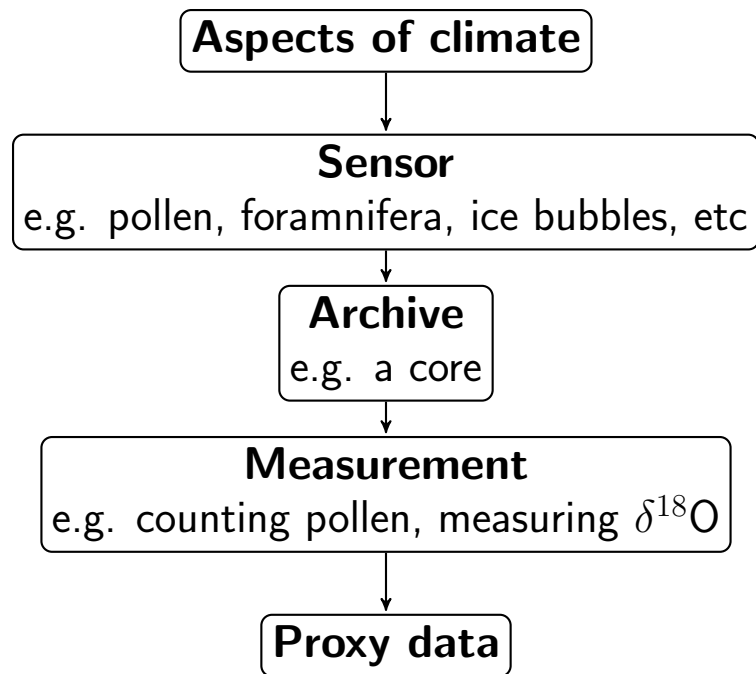 Aspects of climate
Sensor
e.g. pollen, foramnifera, ice bubbles, etc
Archive
e.g. a core
Measurement
e.g. counting pollen, measuring δ¹⁸O
Proxy data